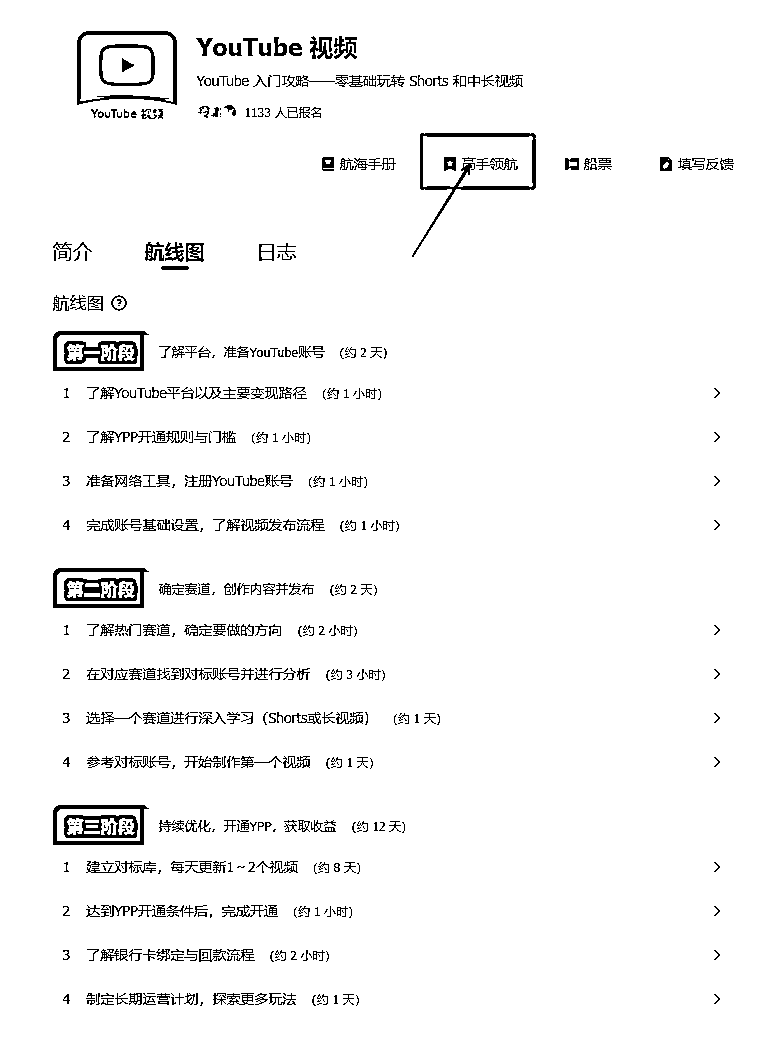 YouTube 视频
YouTube 入门攻略——零基础玩转 Shorts 和中长视频
YouTube 视频
1133 人已报名
航海手册
高手领航
船票
填写反馈
简介
航线图
日志
航线图 ?
第一阶段 了解平台，准备YouTube账号 (约 2 天)
1 了解YouTube平台以及主要变现路径 (约 1 小时)
2 了解YPP开通规则与门槛 (约 1 小时)
3 准备网络工具，注册YouTube账号 (约 1 小时)
4 完成账号基础设置，了解视频发布流程 (约 1 小时)
第二阶段 确定赛道，创作内容并发布 (约 2 天)
1 了解热门赛道，确定要做的方向 (约 2 小时)
2 在对应赛道找到对标账号并进行分析 (约 3 小时)
3 选择一个赛道进行深入学习（Shorts或长视频） (约 1 天)
4 参考对标账号，开始制作第一个视频 (约 1 天)
第三阶段 持续优化，开通YPP，获取收益 (约 12 天)
1 建立对标库，每天更新1~2个视频 (约 8 天)
2 达到YPP开通条件后，完成开通 (约 1 小时)
3 了解银行卡绑定与回款流程 (约 2 小时)
4 制定长期运营计划，探索更多玩法 (约 1 天)